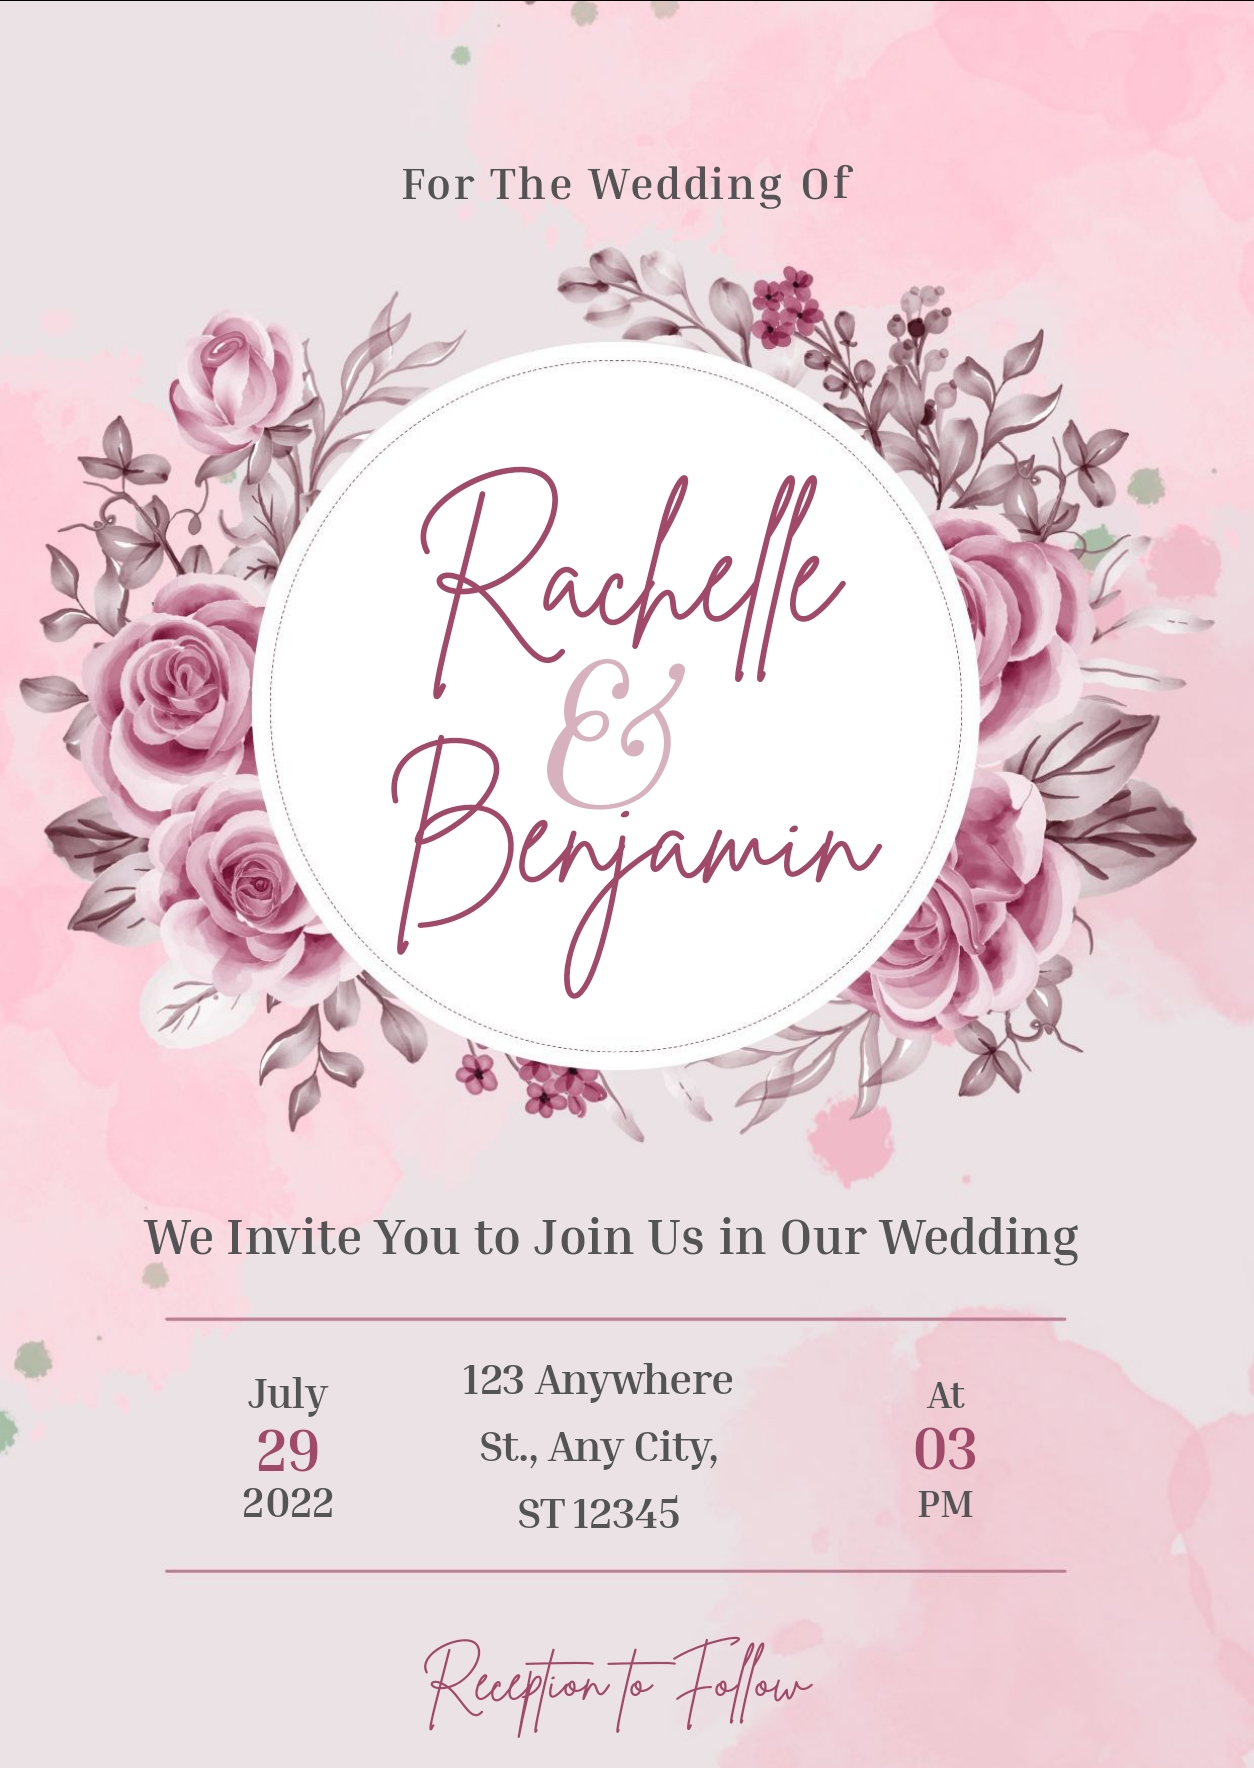 For The Wedding Of
Rachelle
&
Benjamin
We Invite You to Join Us in Our Wedding
July
29
2022
123 Anywhere
St., Any City,
ST 12345
At
03
PM
Reception to Follow